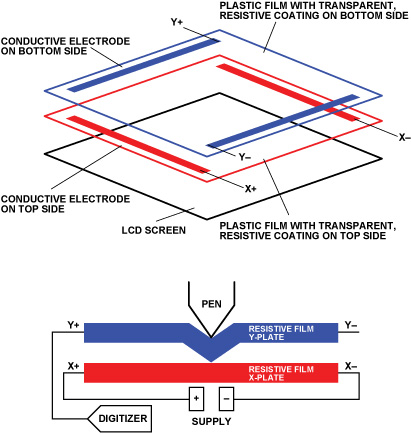 Y+
PLASTIC FILM WITH TRANSPARENT,
RESISTIVE COATING ON BOTTOM SIDE
CONDUCTIVE ELECTRODE
ON BOTTOM SIDE
X–
Y–
X+
CONDUCTIVE ELECTRODE
ON TOP SIDE
LCD SCREEN
PLASTIC FILM WITH TRANSPARENT,
RESISTIVE COATING ON TOP SIDE
PEN
Y+
RESISTIVE FILM
Y-PLATE
Y–
X+
RESISTIVE FILM
X-PLATE
X–
+
–
DIGITIZER
SUPPLY